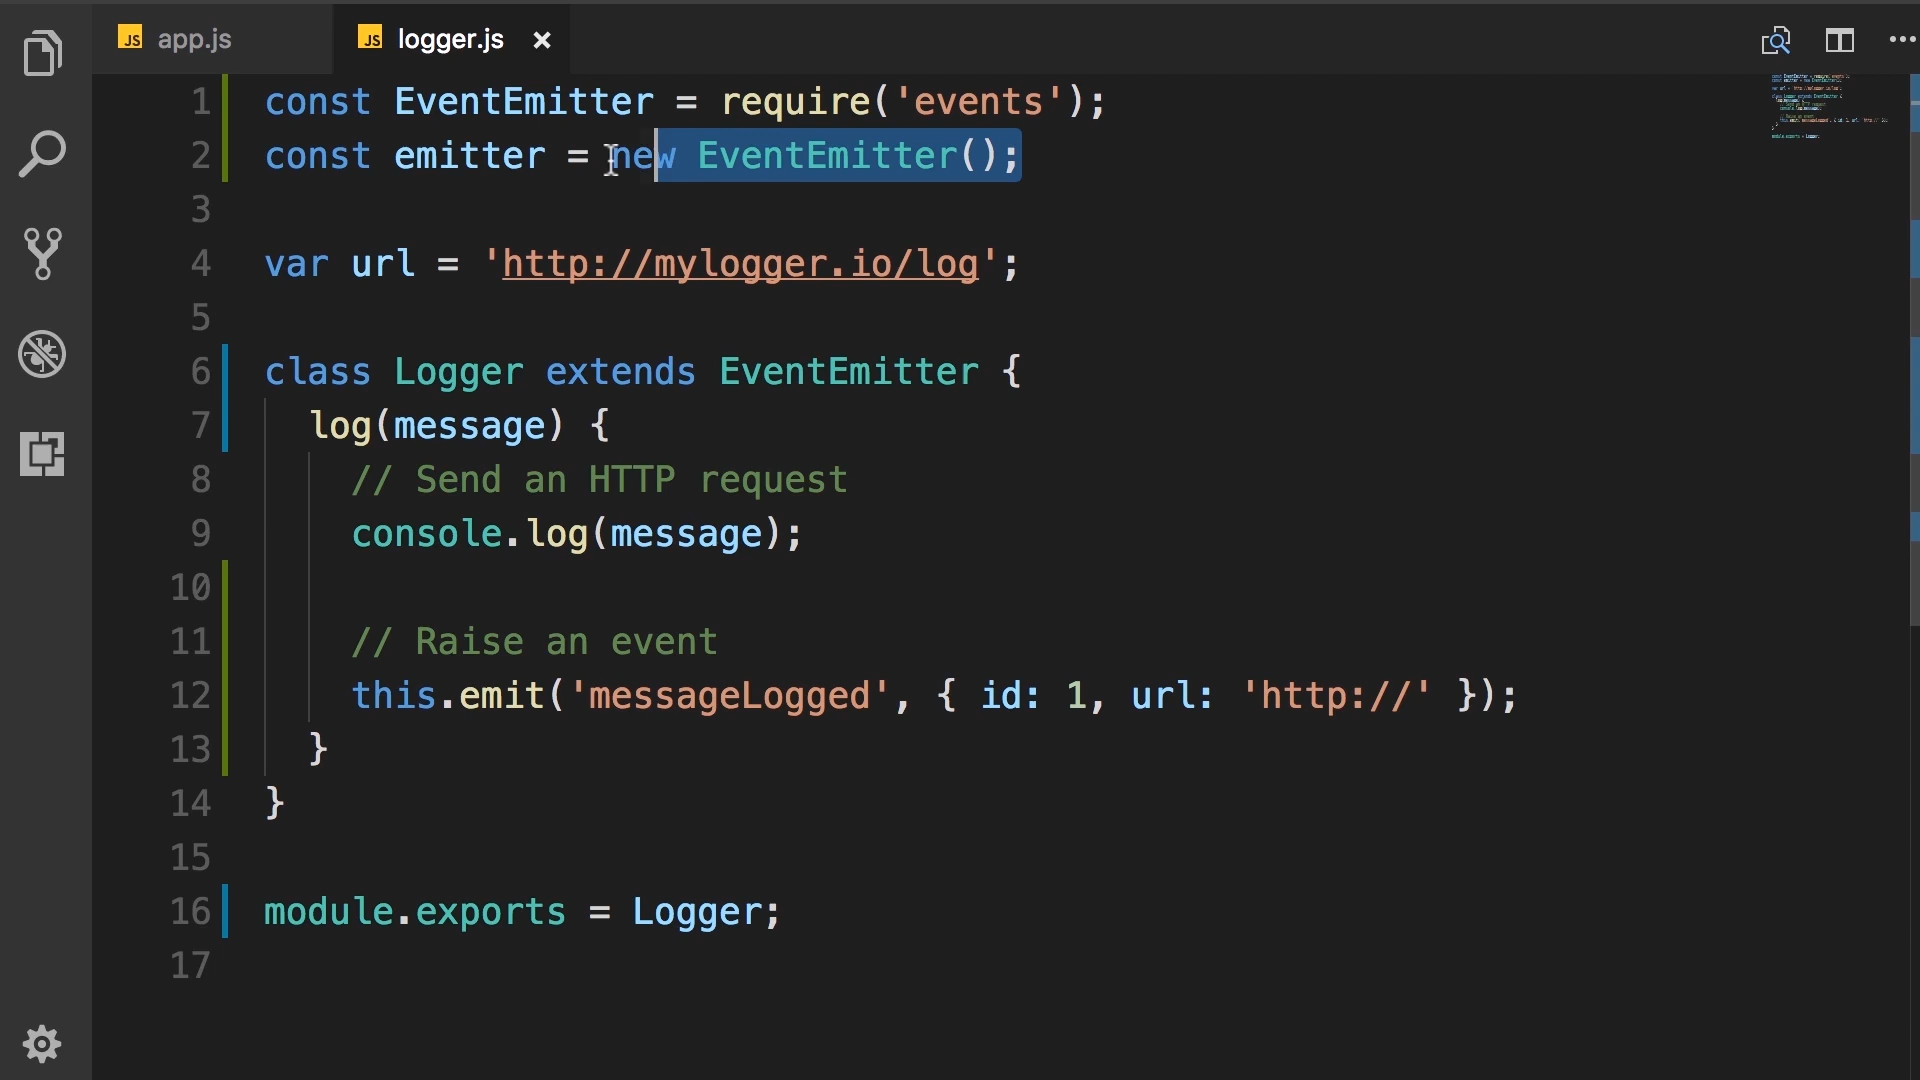 JS app.js
JS logger.js ×
1 const EventEmitter = require('events');
2 const emitter = new EventEmitter();
3
4 var url = 'http://mylogger.io/log';
5
6 class Logger extends EventEmitter {
7 log(message) {
8 // Send an HTTP request
9 console.log(message);
10
11 // Raise an event
12 this.emit('messageLogged', { id: 1, url: 'http://' });
13 }
14 }
15
16 module.exports = Logger;
17